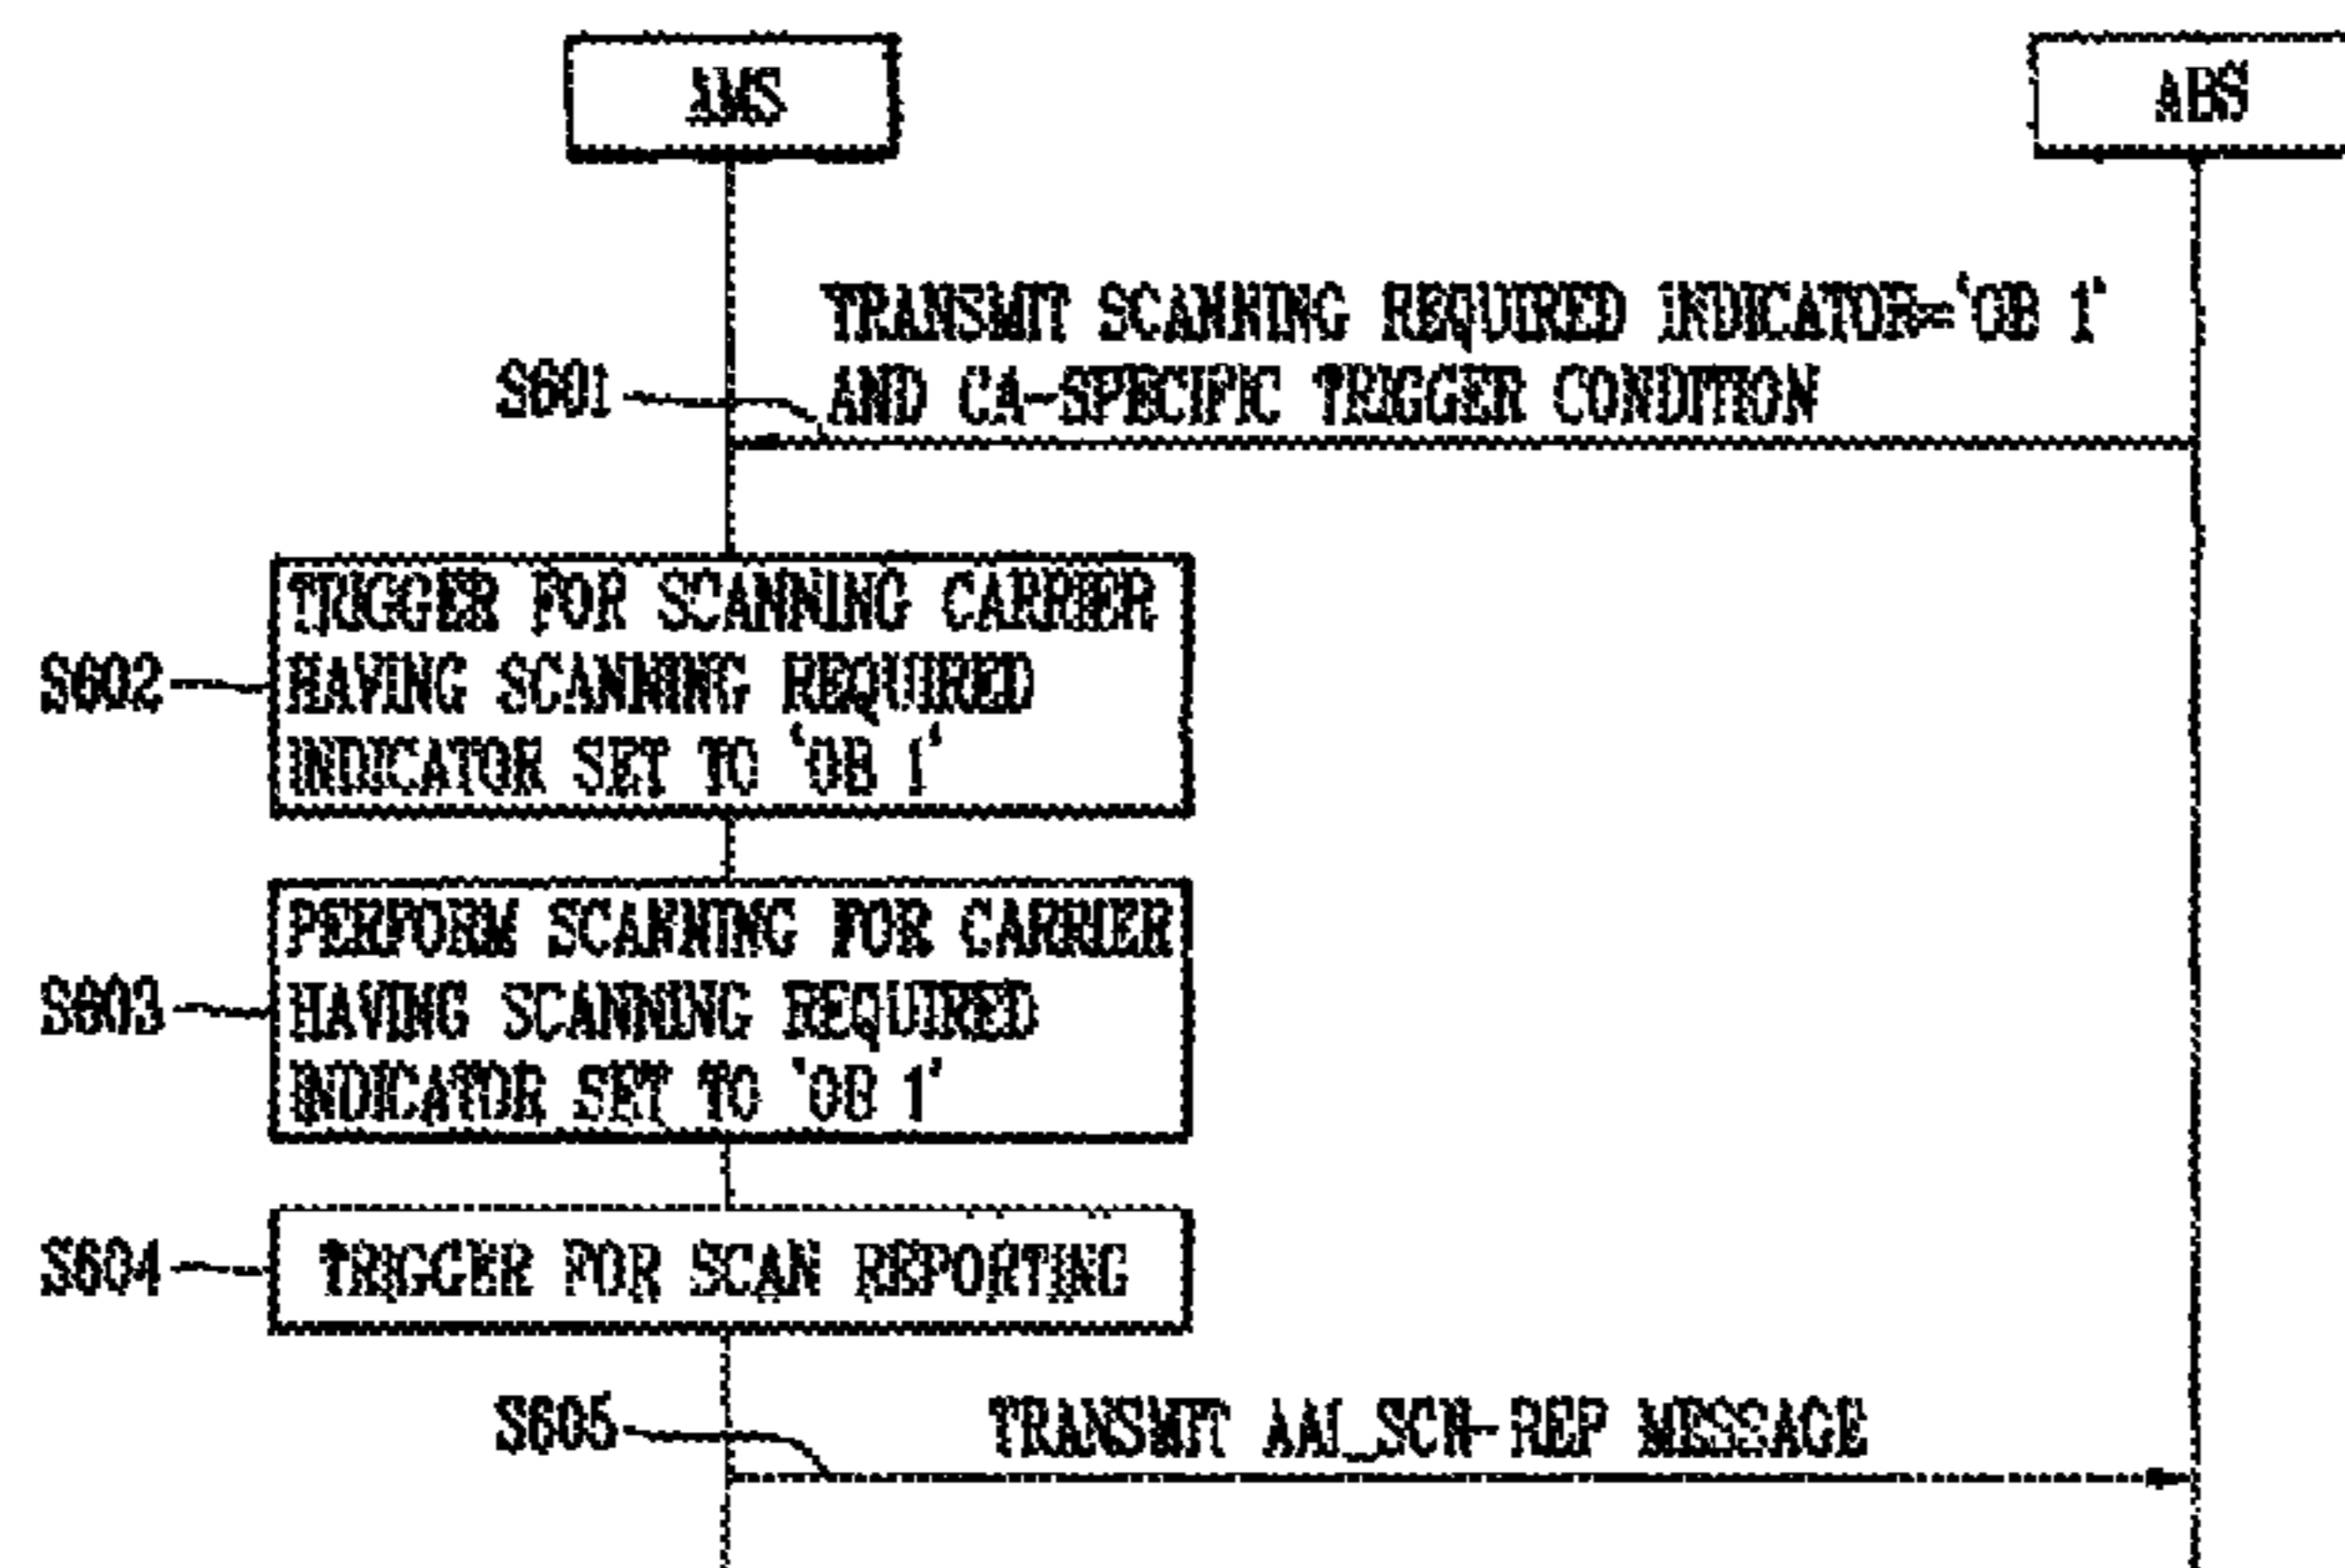 AMS
ABS
TRANSMIT SCANNING REQUIRED INDICATOR='0B 1'
S601
AND CA-SPECIFIC TRIGGER CONDITION
TRIGGER FOR SCANNING CARRIER
S602
HAVING SCANNING REQUIRED
INDICATOR SET TO '0B 1'
PERFORM SCANNING FOR CARRIER
S603
HAVING SCANNING REQUIRED
INDICATOR SET TO '0B 1'
S604
TRIGGER FOR SCAN REPORTING
S605
TRANSMIT AAI_SCN-REP MESSAGE